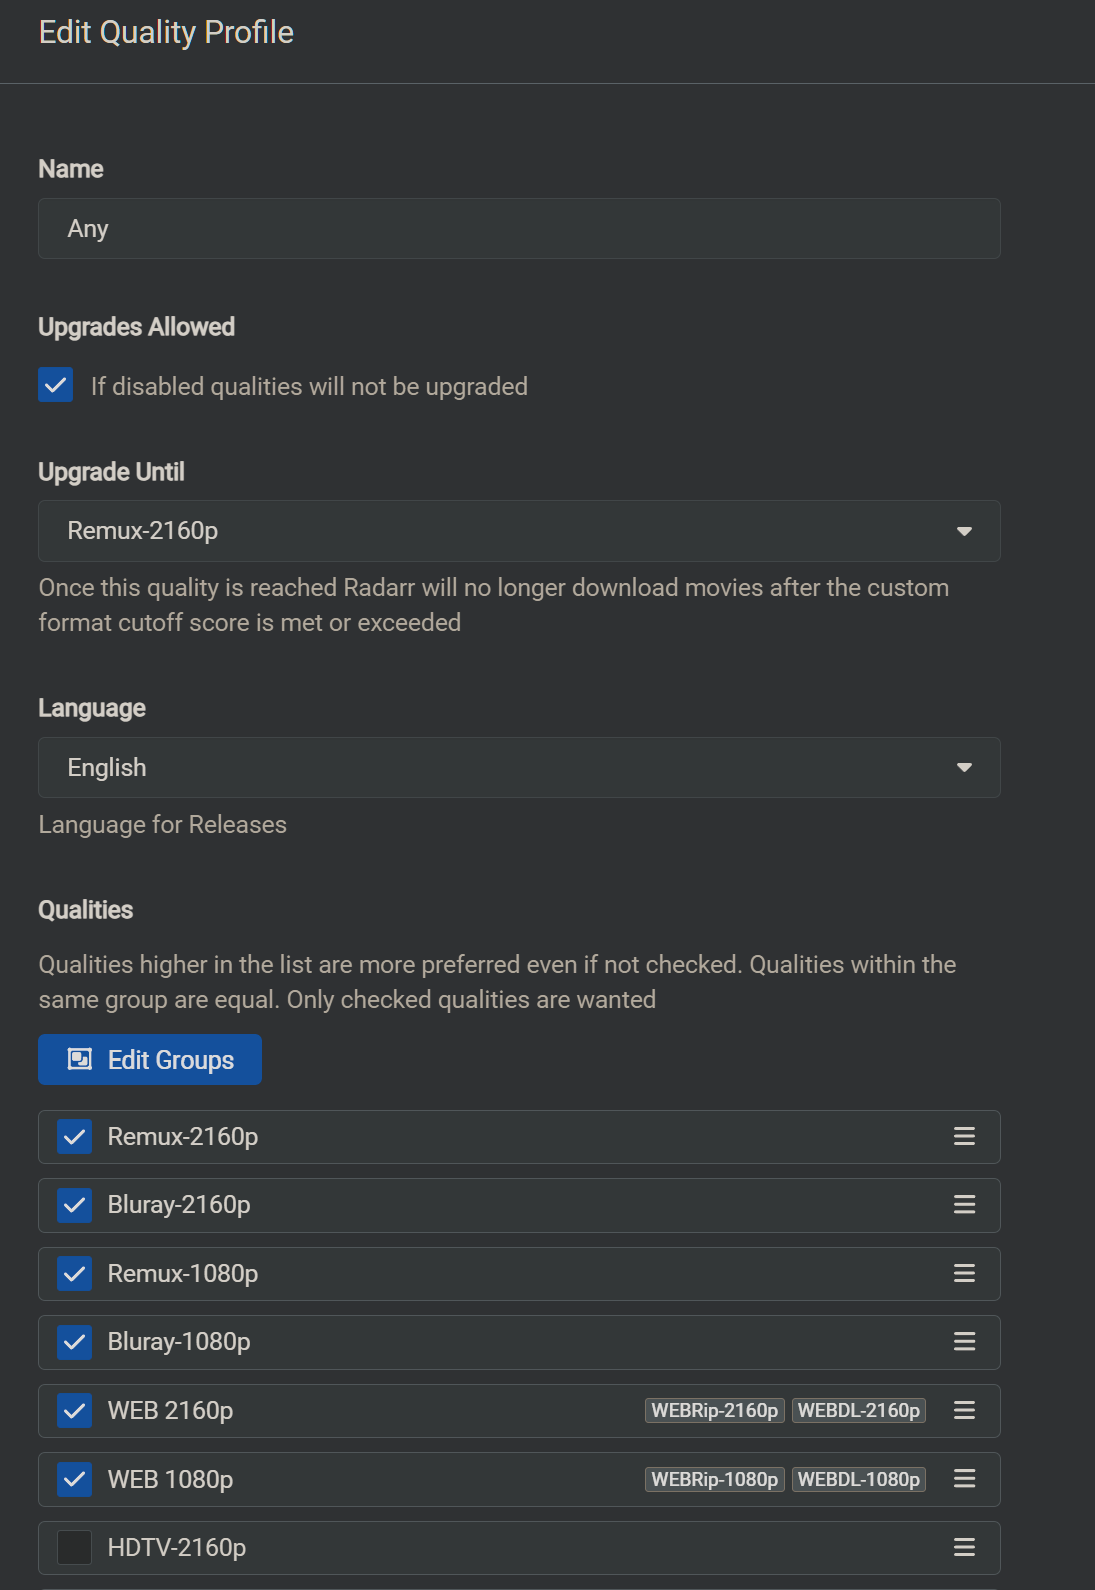 Edit Quality Profile
Name
Any
Upgrades Allowed
If disabled qualities will not be upgraded
Upgrade Until
Remux-2160p
Once this quality is reached Radarr will no longer download movies after the custom
format cutoff score is met or exceeded
Language
English
Language for Releases
Qualities
Qualities higher in the list are more preferred even if not checked. Qualities within the
same group are equal. Only checked qualities are wanted
Edit Groups
Remux-2160p
Bluray-2160p
Remux-1080p
Bluray-1080p
WEB 2160p WEBRip-2160p WEBDL-2160p
WEB 1080p WEBRip-1080p WEBDL-1080p
HDTV-2160p